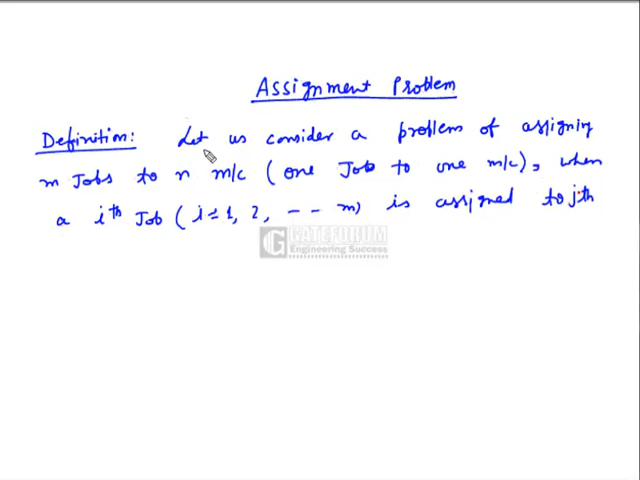 Assignment Problem
Definition: Let us consider a problem of assigning
m Jobs to n m/c (one Job to one m/c), when
a ith Job (i = 1, 2, -- m) is assigned to jth
GATEFORUM
Engineering Success